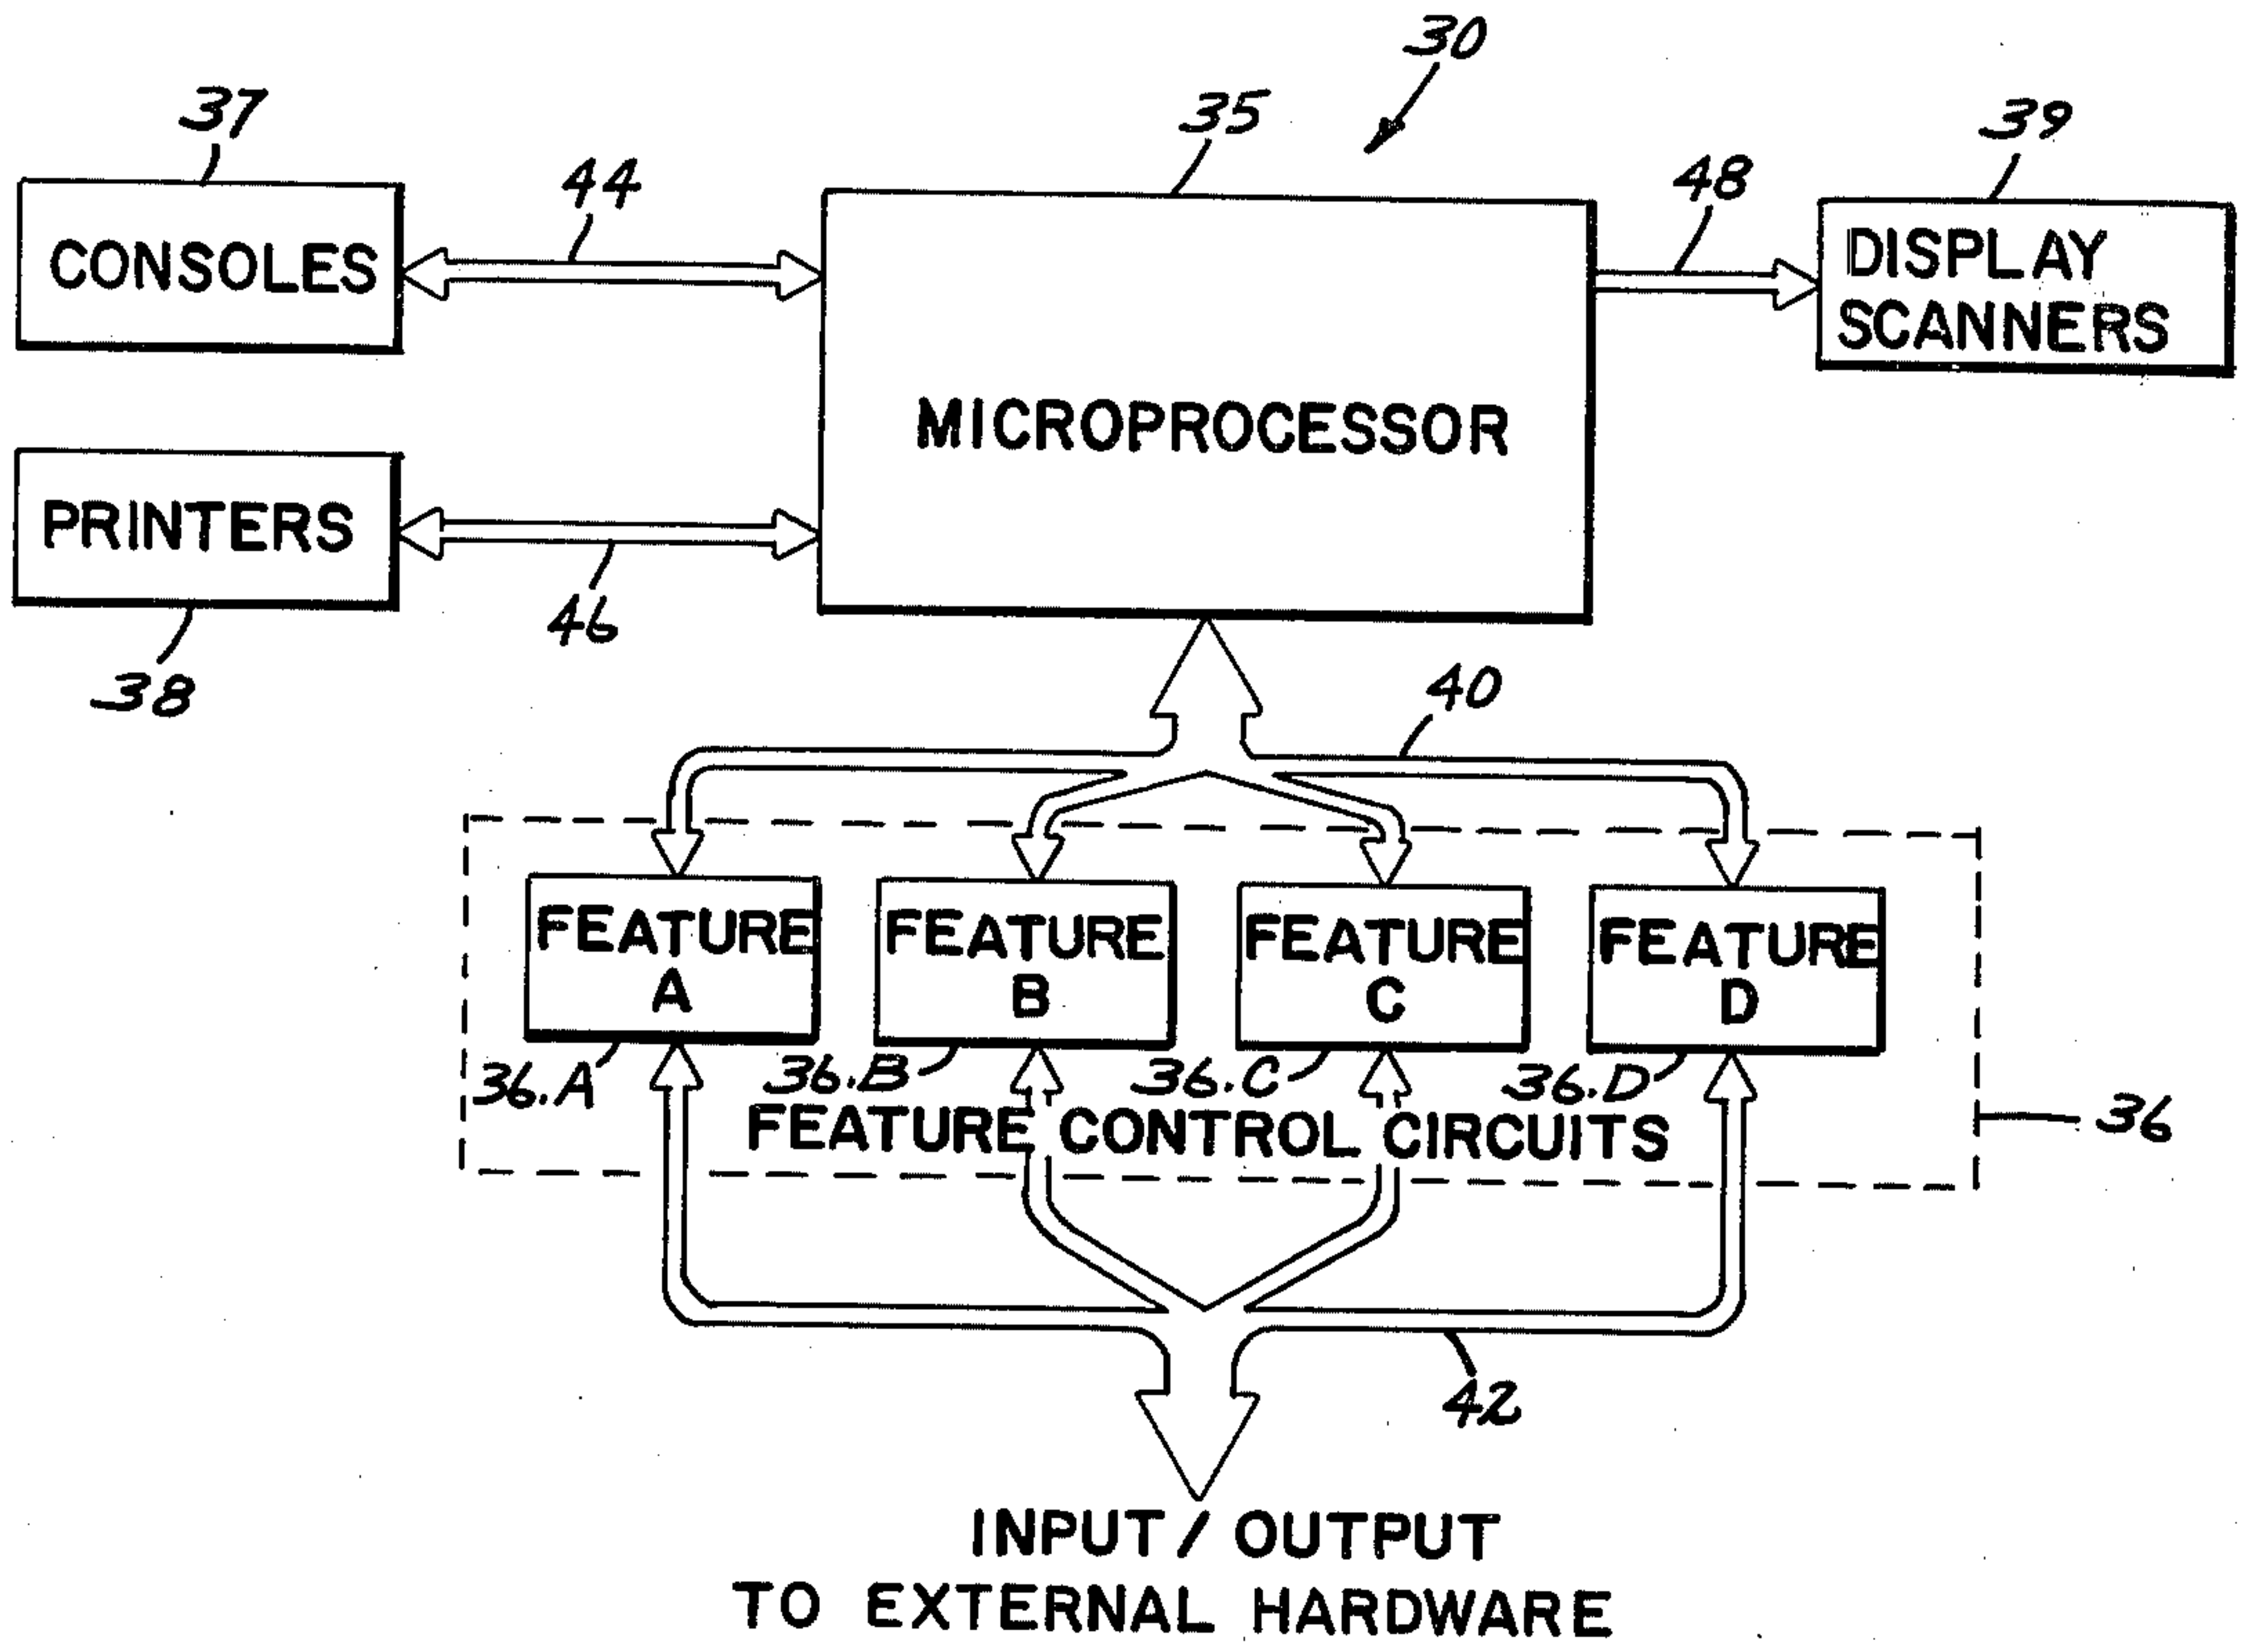 30
37
35
39
44
48
CONSOLES
DISPLAY
SCANNERS
MICROPROCESSOR
PRINTERS
46
38
40
FEATURE
A
FEATURE
B
FEATURE
C
FEATURE
D
36.A
36.B
36.C
36.D
FEATURE CONTROL CIRCUITS
36
42
INPUT / OUTPUT
TO EXTERNAL HARDWARE